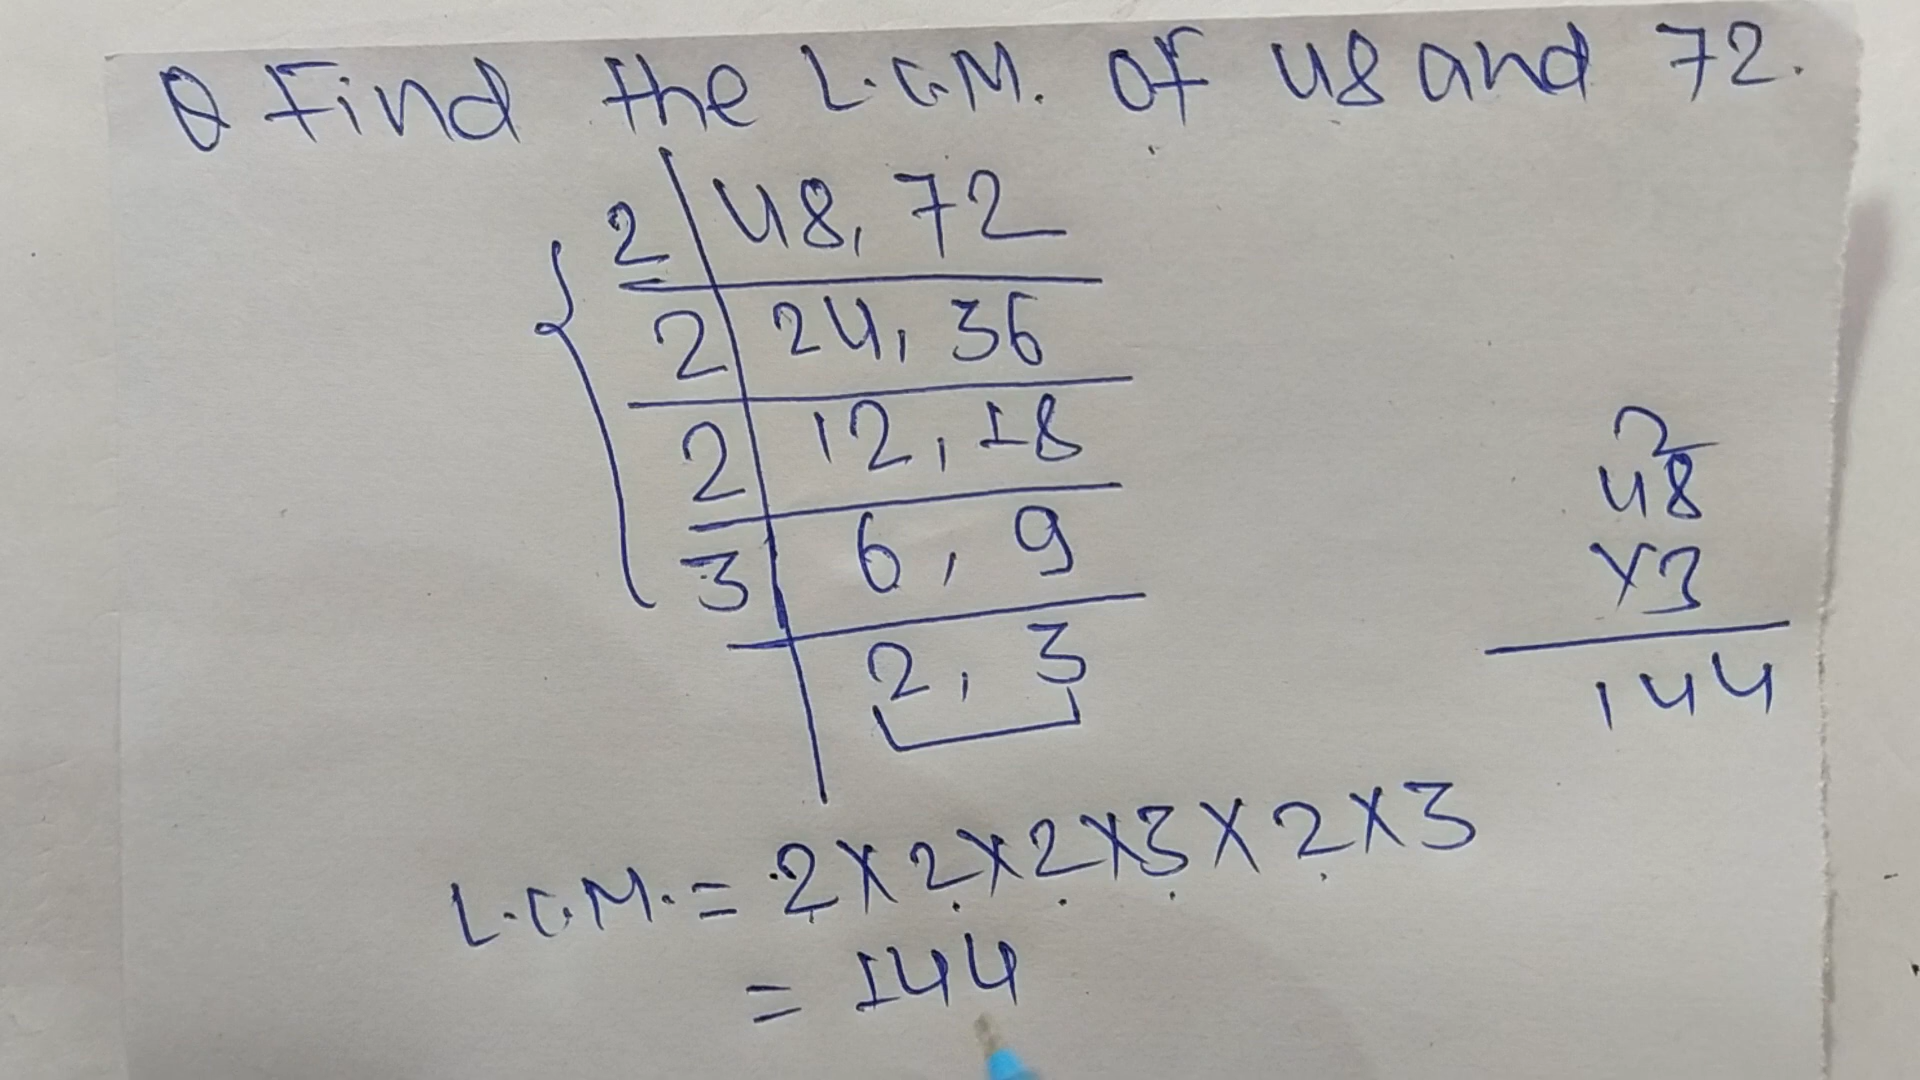 Q Find the L.C.M. of 48 and 72.
2 | 48, 72
2 | 24, 36
2 | 12, 18
3 | 6, 9
2, 3
2
48
×3
144
L.C.M. = 2×2×2×3×2×3
= 144